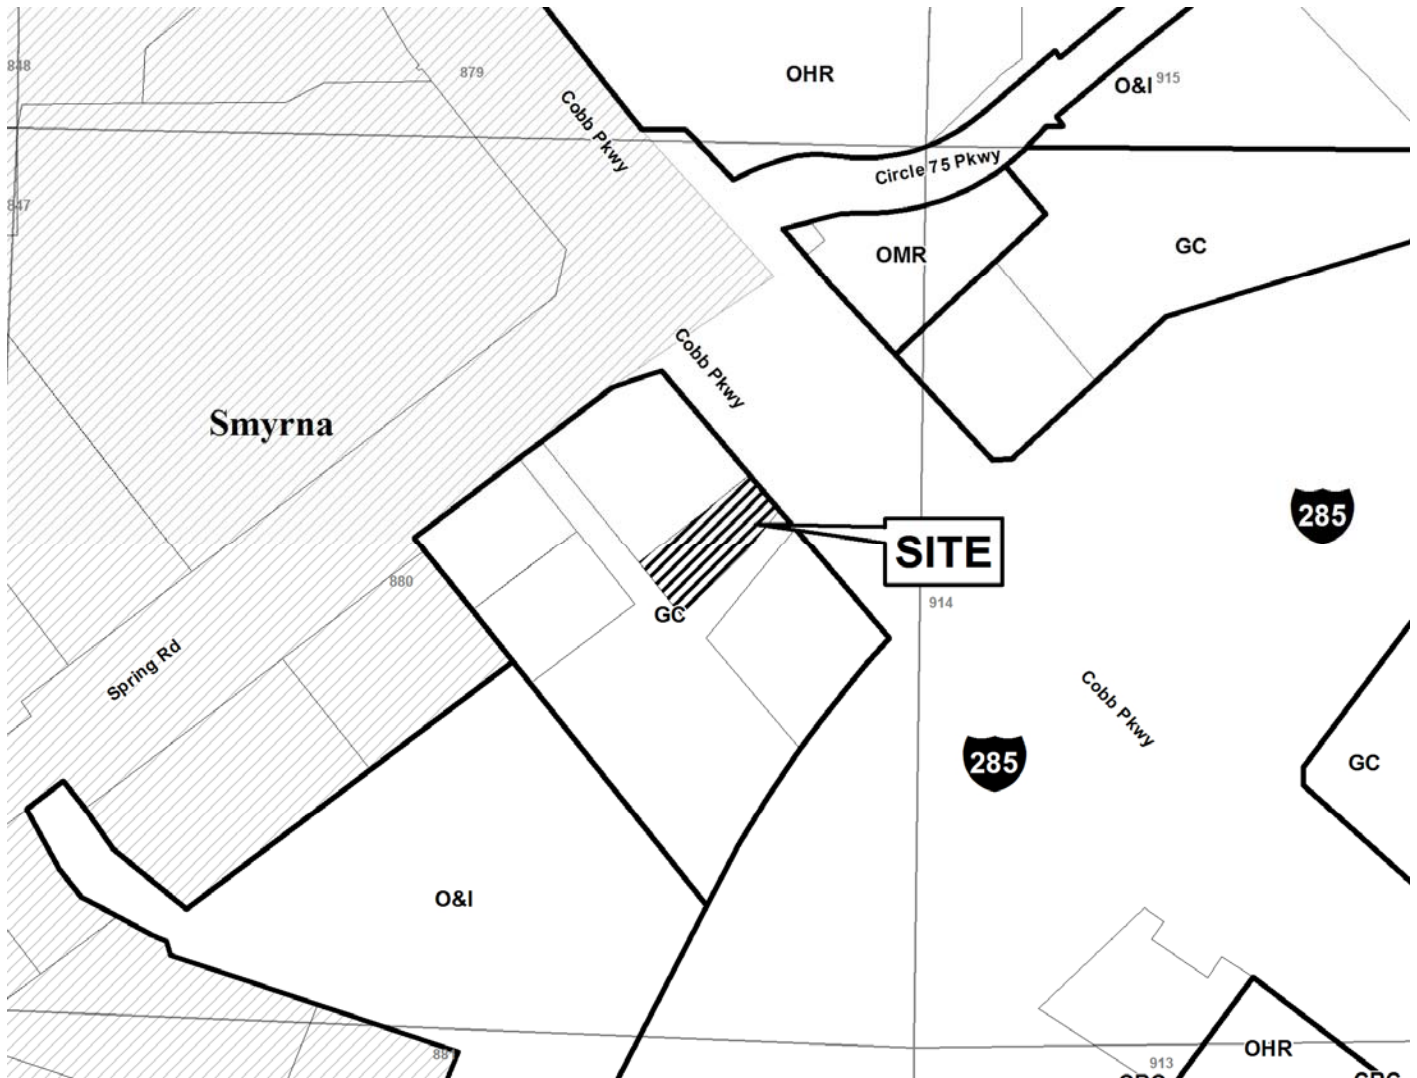 848
879
OHR
O&I 915
Cobb Pkwy
Circle 75 Pkwy
847
OMR
GC
Cobb Pkwy
Smyrna
285
SITE
880
914
GC
Spring Rd
Cobb Pkwy
285
GC
O&I
OHR
881
913